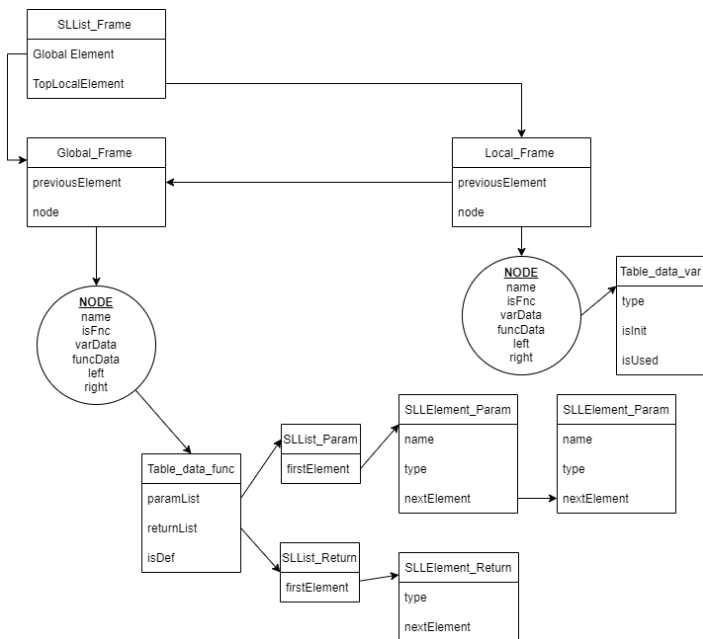 SLList_Frame
Global Element
TopLocalElement
Global_Frame
previousElement
node
Local_Frame
previousElement
node
NODE
name
isFnc
varData
funcData
left
right
NODE
name
isFnc
varData
funcData
left
right
Table_data_var
type
isInit
isUsed
Table_data_func
paramList
returnList
isDef
SLList_Param
firstElement
SLLElement_Param
name
type
nextElement
SLLElement_Param
name
type
nextElement
SLList_Return
firstElement
SLLElement_Return
type
nextElement